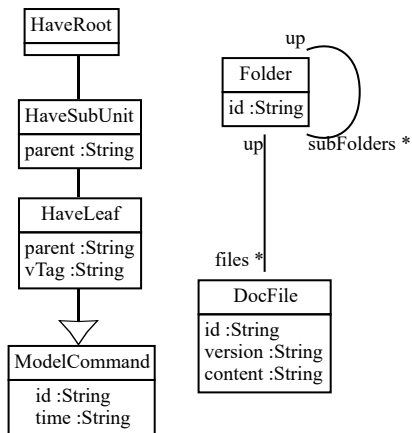 HaveRoot
HaveSubUnit
parent :String
HaveLeaf
parent :String
vTag :String
ModelCommand
id :String
time :String
up
Folder
id :String
up
subFolders *
files *
DocFile
id :String
version :String
content :String